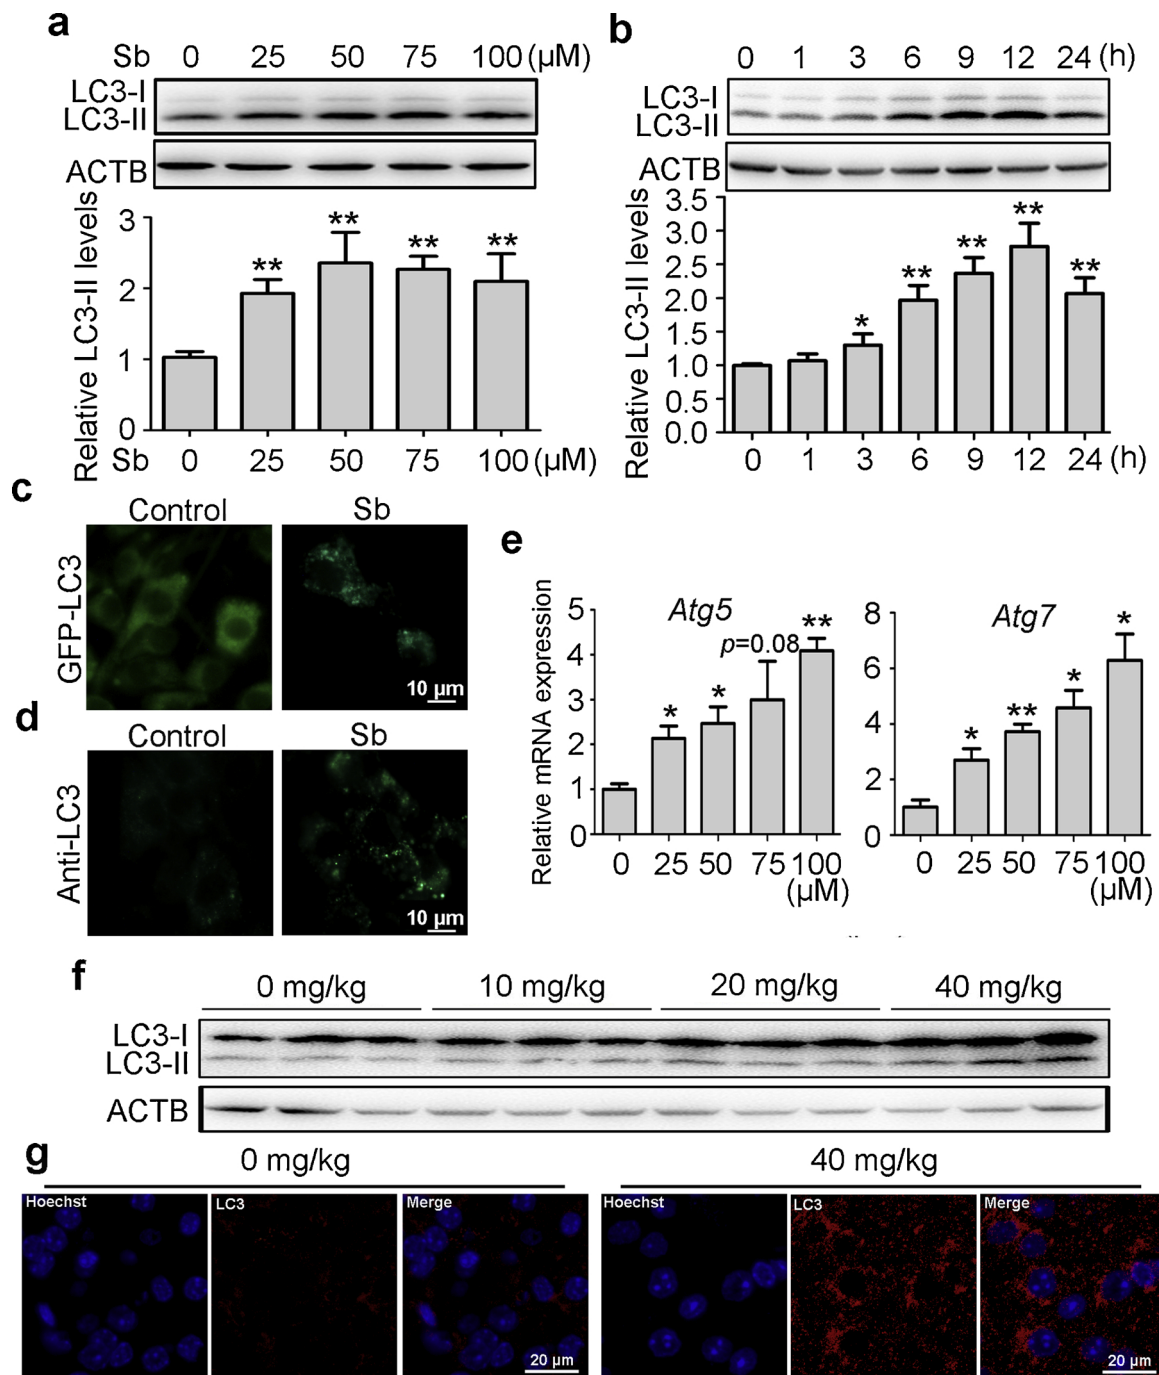 a
Sb 0 25 50 75 100 (µM)
LC3-I
LC3-II
ACTB
Relative LC3-II levels
3
2
1
0
** ** ** **
Sb 0 25 50 75 100 (µM)
b
0 1 3 6 9 12 24 (h)
LC3-I
LC3-II
ACTB
Relative LC3-II levels
3.5
3.0
2.5
2.0
1.5
1.0
0.5
0.0
* ** ** ** **
0 1 3 6 9 12 24 (h)
c
Control Sb
GFP-LC3
10 µm
d
Control Sb
Anti-LC3
10 µm
e
Relative mRNA expression
Atg5
5
4
3
2
1
0
* * p=0.08 **
0 25 50 75 100
(µM)
Atg7
8
6
4
2
0
* ** * *
0 25 50 75 100
(µM)
f
0 mg/kg 10 mg/kg 20 mg/kg 40 mg/kg
LC3-I
LC3-II
ACTB
g
0 mg/kg 40 mg/kg
Hoechst LC3 Merge Hoechst LC3 Merge
20 µm 20 µm